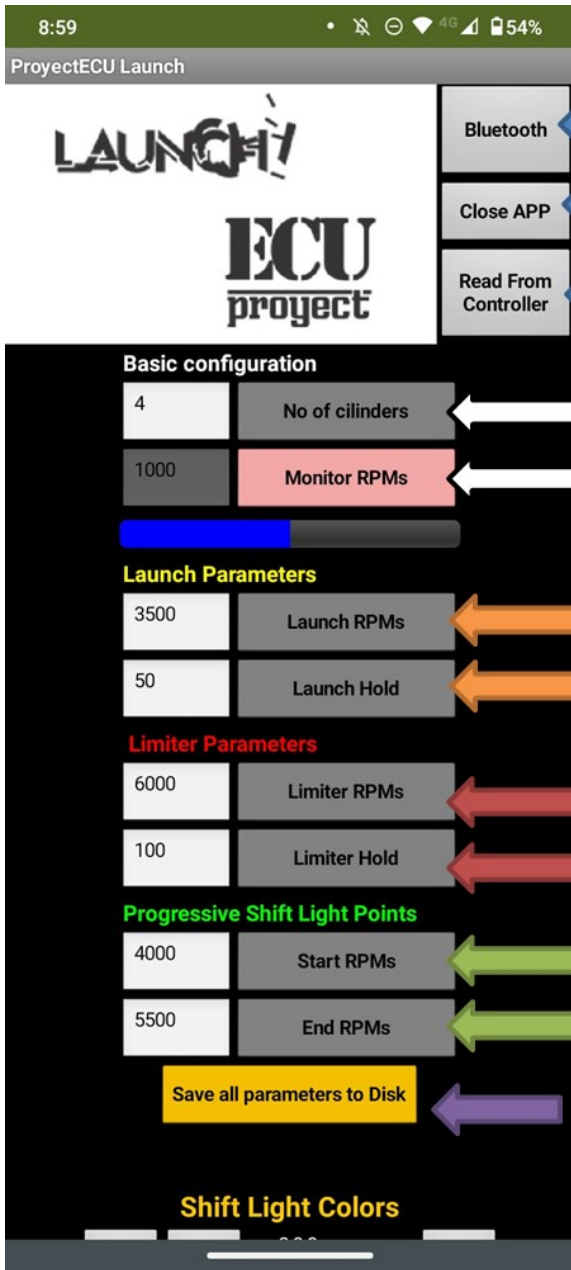 8:59
4G
54%
ProyectECU Launch
LAUNCH!
ECU
proyect
Bluetooth
Close APP
Read From
Controller
Basic configuration
4
No of cilinders
1000
Monitor RPMs
Launch Parameters
3500
Launch RPMs
50
Launch Hold
Limiter Parameters
6000
Limiter RPMs
100
Limiter Hold
Progressive Shift Light Points
4000
Start RPMs
5500
End RPMs
Save all parameters to Disk
Shift Light Colors